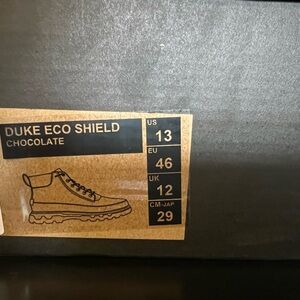 DUKE ECO SHIELD
CHOCOLATE
US
13
EU
46
UK
12
CM-JAP
29